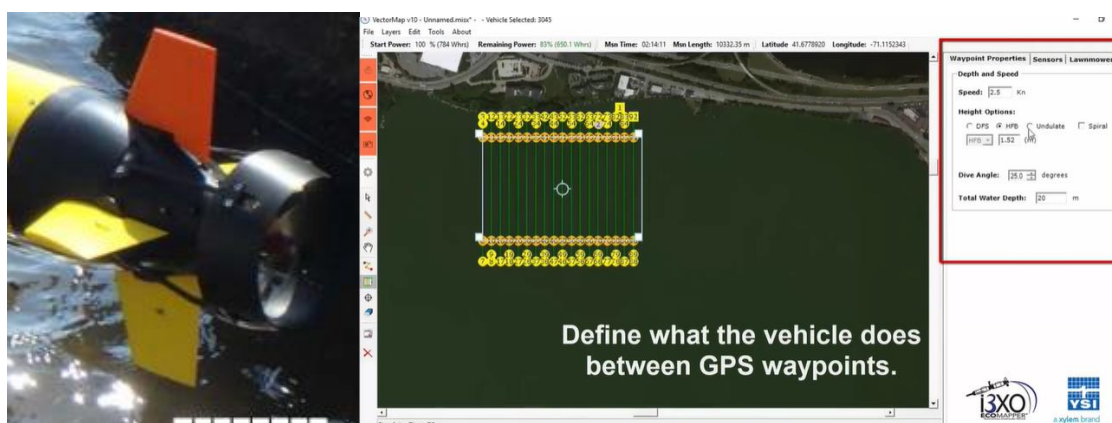 VectorMap v10 - Unnamed.miss* - - Vehicle Selected: 3045
File Layers Edit Tools About
Start Power: 100 % (784 Whrs) Remaining Power: 83% (650.1 Whrs) Msn Time: 02:14:11 Msn Length: 10332.35 m Latitude 41.6778920 Longitude: -71.1152343
Waypoint Properties Sensors Lawnmower
Depth and Speed
Speed: 2.5 Kn
Height Options:
DFS HFB Undulate Spiral
HFB 1.52 (m)
Dive Angle: 25.0 degrees
Total Water Depth: 20 m
1
Define what the vehicle does
between GPS waypoints.
i3XO
ECOMAPPER
YSI
a xylem brand